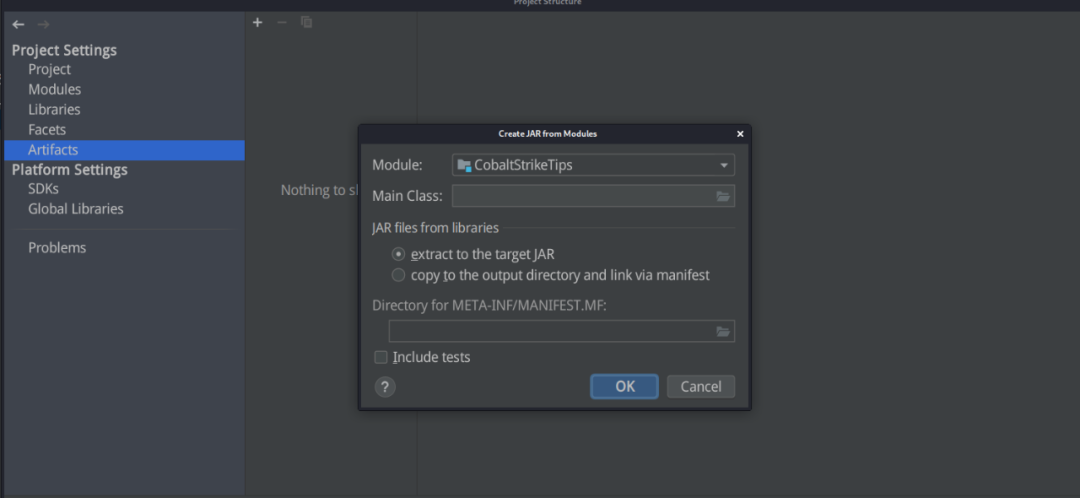 Project Structure
Project Settings
Project
Modules
Libraries
Facets
Artifacts
Platform Settings
SDKs
Global Libraries
Problems
Nothing to
Create JAR from Modules
Module: CobaltStrikeTips
Main Class:
JAR files from libraries
extract to the target JAR
copy to the output directory and link via manifest
Directory for META-INF/MANIFEST.MF:
Include tests
? OK Cancel